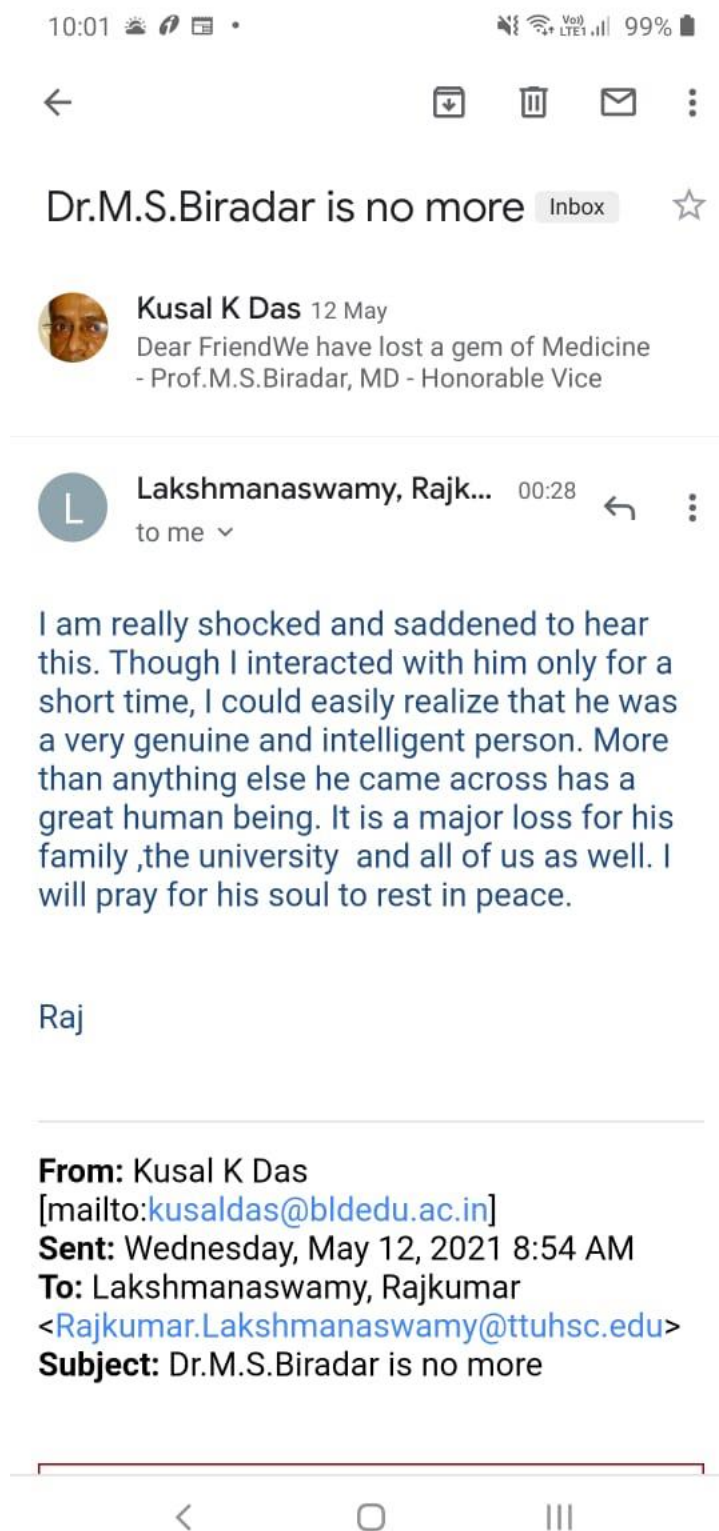 10:01 99%
Vo)) LTE1
Dr.M.S.Biradar is no more Inbox
Kusal K Das 12 May
Dear FriendWe have lost a gem of Medicine
- Prof.M.S.Biradar, MD - Honorable Vice
L
Lakshmanaswamy, Rajk... 00:28
to me
I am really shocked and saddened to hear
this. Though I interacted with him only for a
short time, I could easily realize that he was
a very genuine and intelligent person. More
than anything else he came across has a
great human being. It is a major loss for his
family ,the university  and all of us as well. I
will pray for his soul to rest in peace.
Raj
From: Kusal K Das
[mailto:kusaldas@bldedu.ac.in]
Sent: Wednesday, May 12, 2021 8:54 AM
To: Lakshmanaswamy, Rajkumar
<Rajkumar.Lakshmanaswamy@ttuhsc.edu>
Subject: Dr.M.S.Biradar is no more